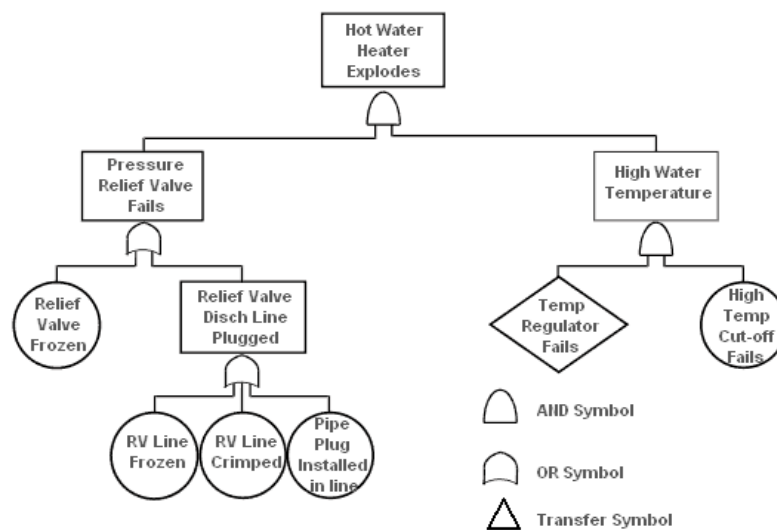 Hot Water
Heater
Explodes
Pressure
Relief Valve
Fails
High Water
Temperature
Relief
Valve
Frozen
Relief Valve
Disch Line
Plugged
Temp
Regulator
Fails
High
Temp
Cut-off
Fails
RV Line
Frozen
RV Line
Crimped
Pipe
Plug
Installed
in line
AND Symbol
OR Symbol
Transfer Symbol